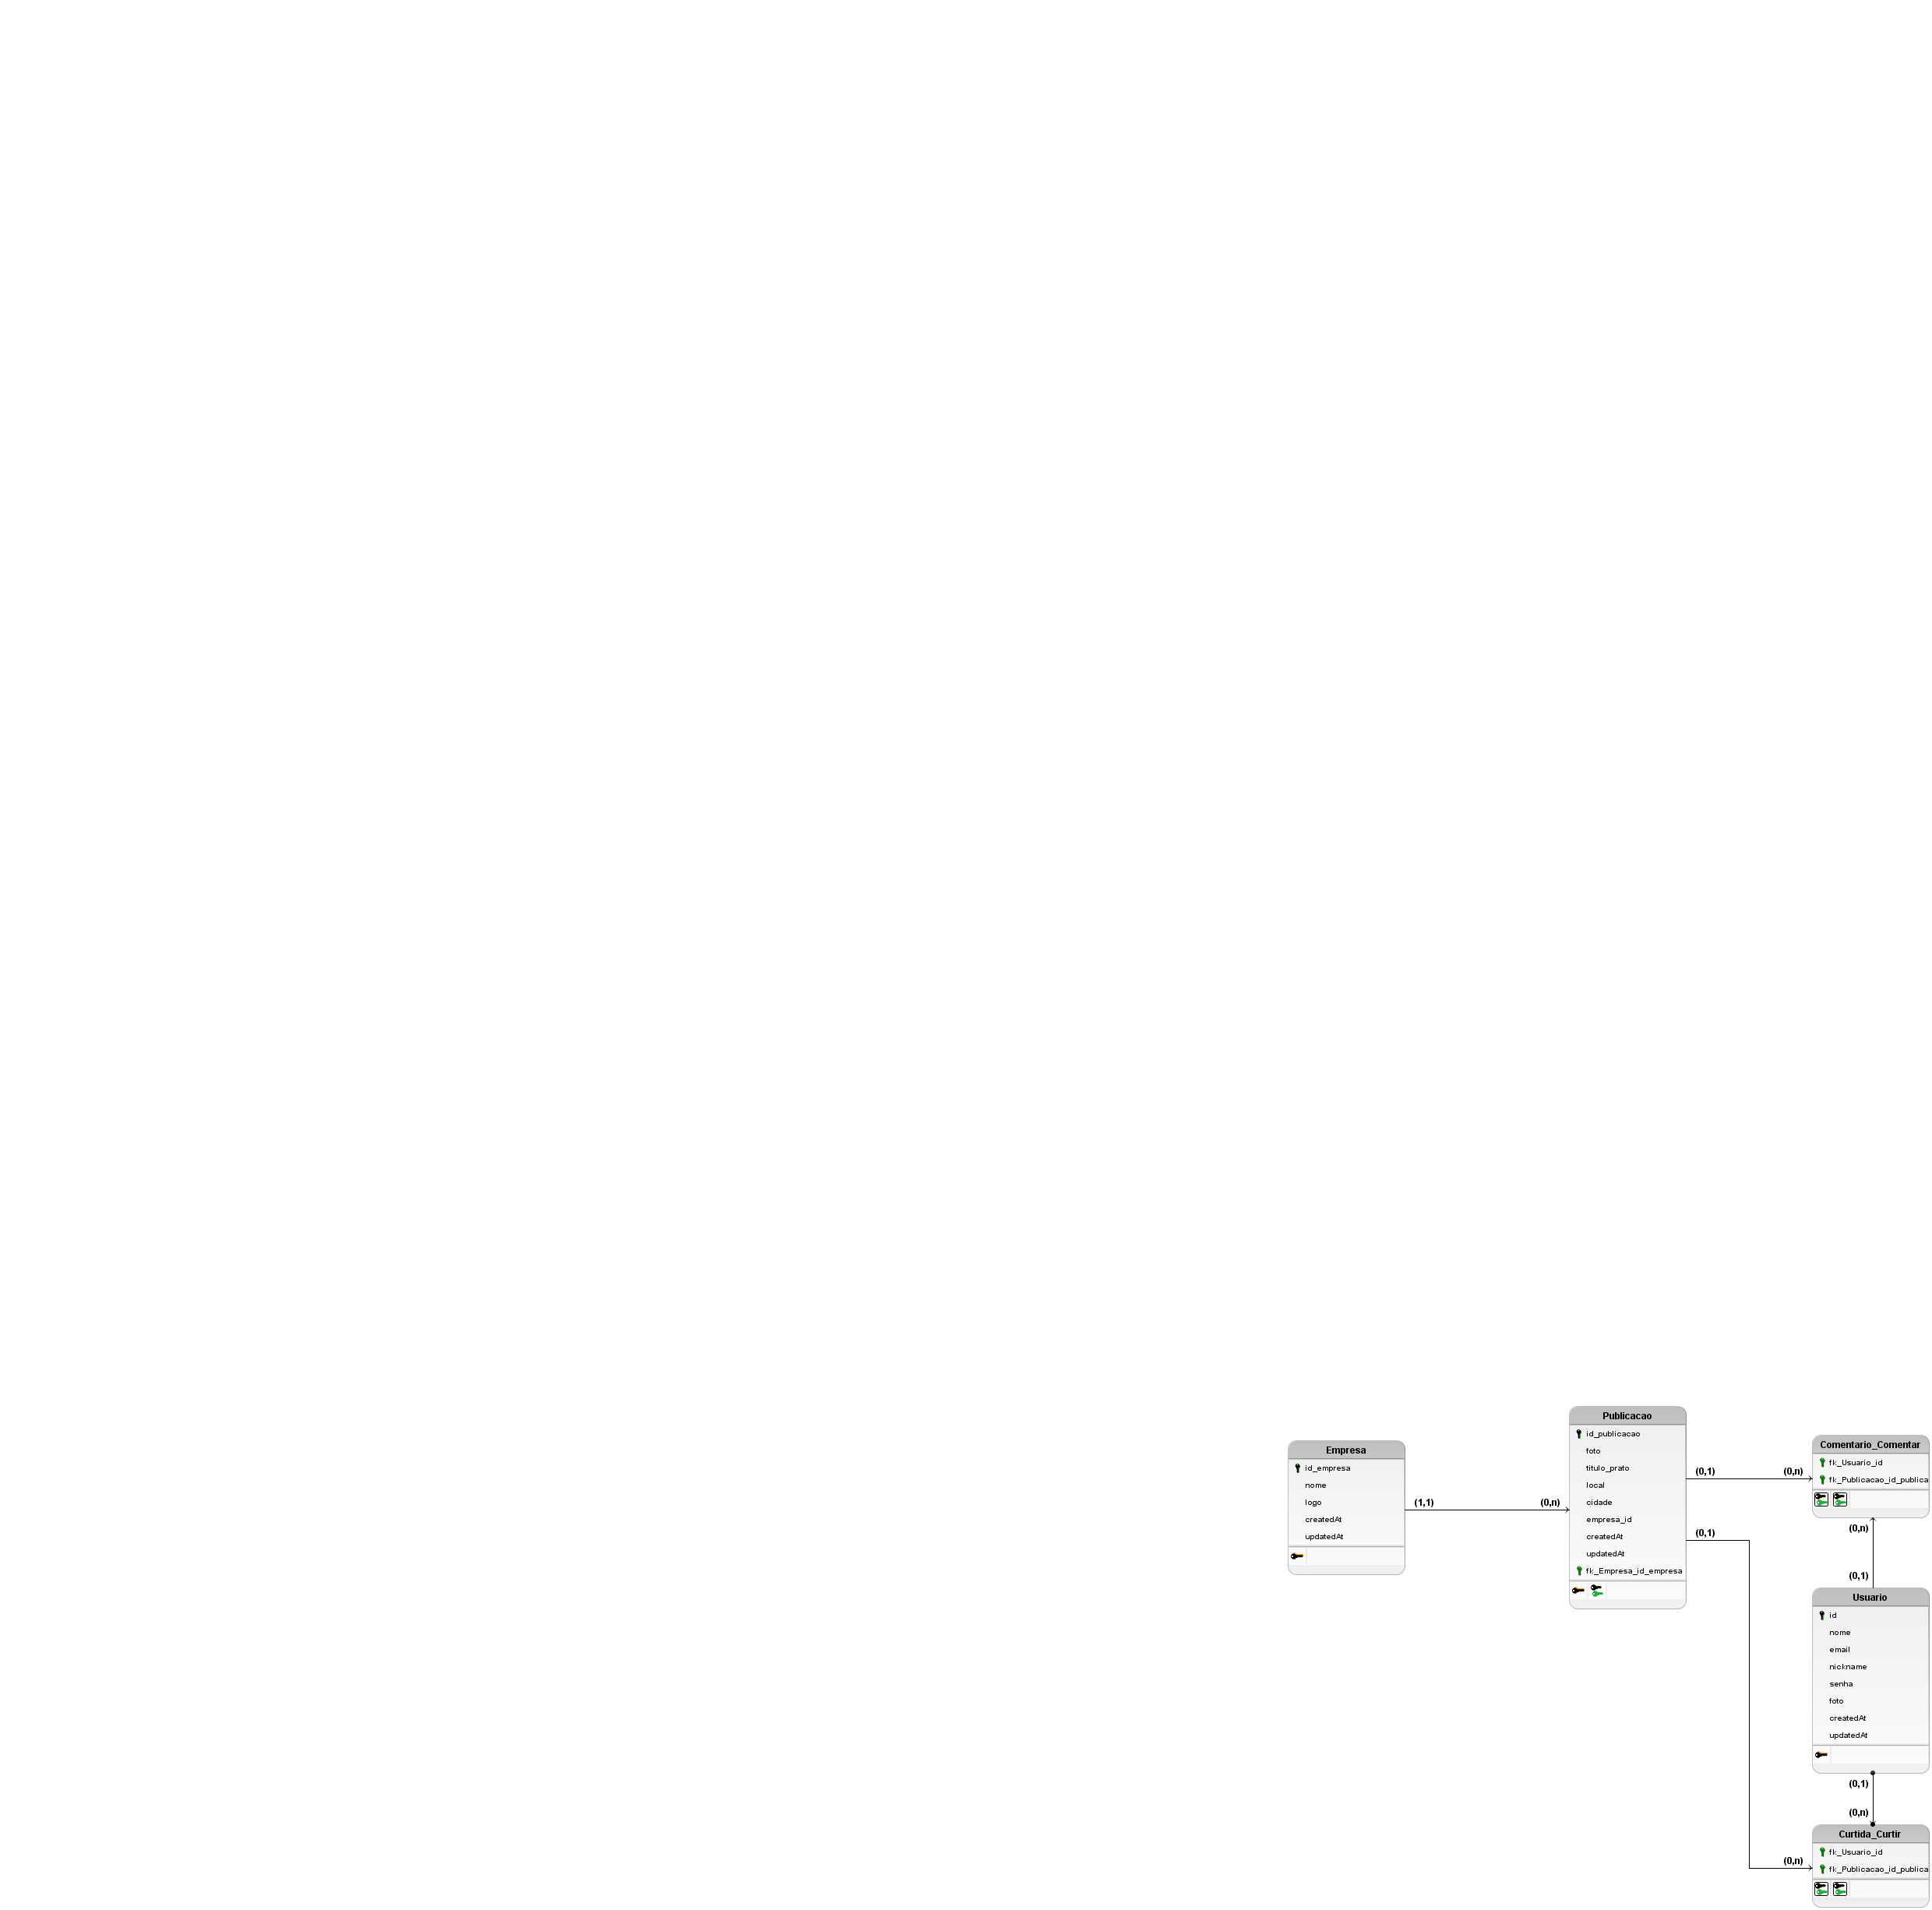 Empresa
id_empresa
nome
logo
createdAt
updatedAt
(1,1)
(0,n)
Publicacao
id_publicacao
foto
titulo_prato
local
cidade
empresa_id
createdAt
updatedAt
fk_Empresa_id_empresa
(0,1)
(0,n)
(0,1)
(0,n)
Comentario_Comentar
fk_Usuario_id
fk_Publicacao_id_publica
(0,n)
(0,1)
Usuario
id
nome
email
nickname
senha
foto
createdAt
updatedAt
(0,1)
(0,n)
Curtida_Curtir
fk_Usuario_id
fk_Publicacao_id_publica